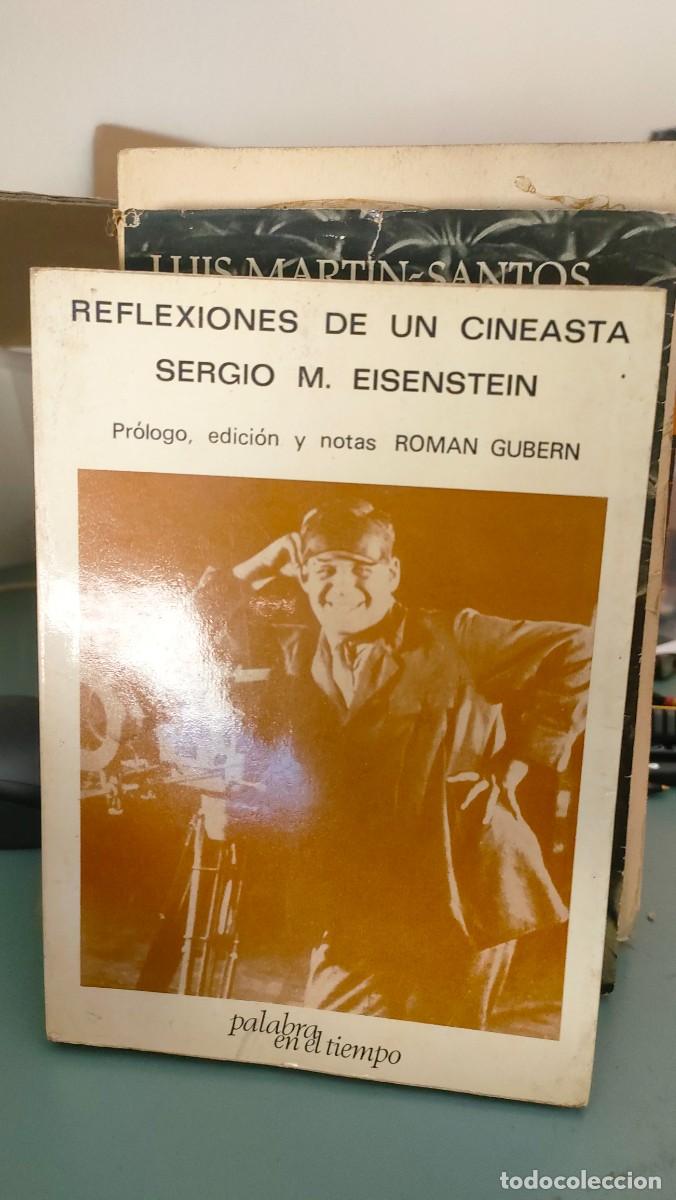 LUIS MARTIN-SANTOS
REFLEXIONES DE UN CINEASTA
SERGIO M. EISENSTEIN
Prólogo, edición y notas ROMAN GUBERN
palabra
en el tiempo
todocoleccion